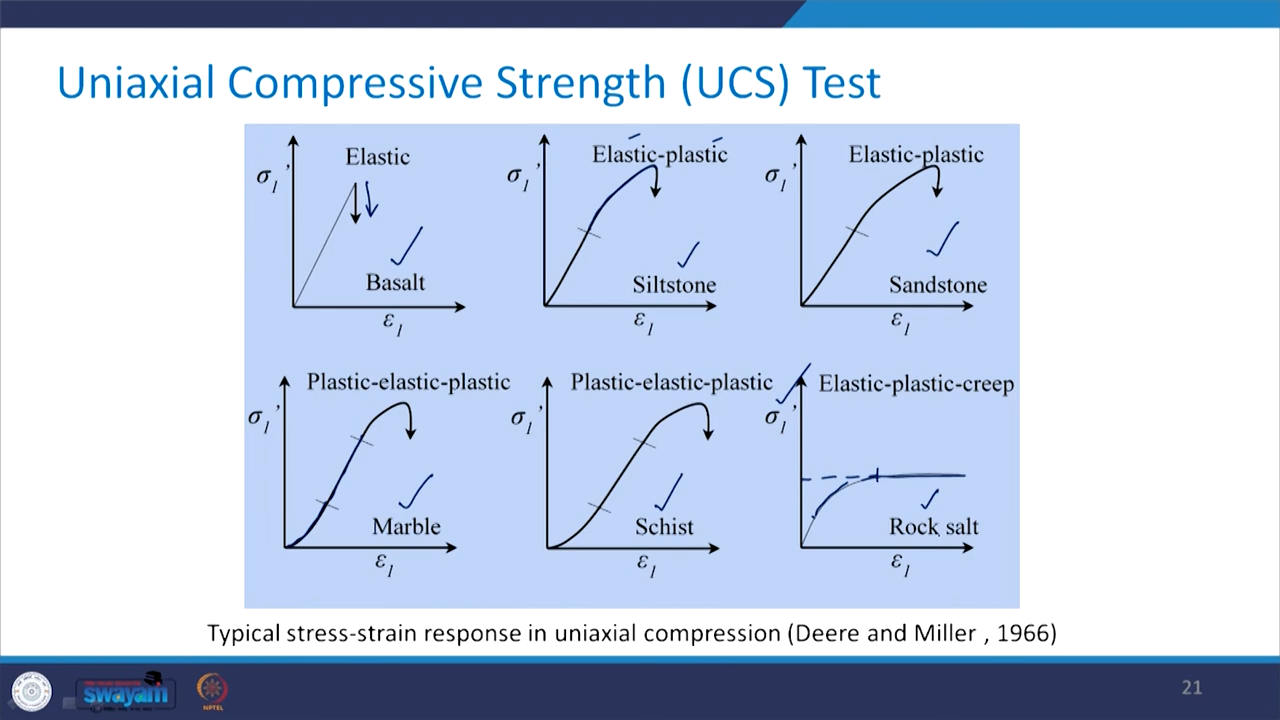 Uniaxial Compressive Strength (UCS) Test
σ1' Elastic Basalt ε1
σ1' Elastic-plastic Siltstone ε1
σ1' Elastic-plastic Sandstone ε1
σ1' Plastic-elastic-plastic Marble ε1
σ1' Plastic-elastic-plastic Schist ε1
σ1' Elastic-plastic-creep Rock salt ε1
Typical stress-strain response in uniaxial compression (Deere and Miller , 1966)
swayam
NPTEL
21